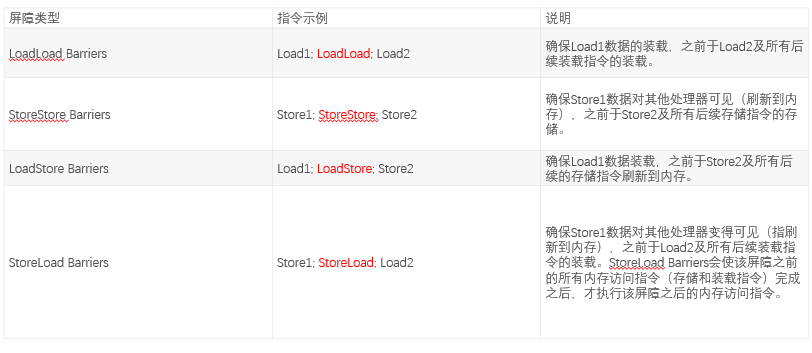 屏障类型 指令示例 说明
LoadLoad Barriers Load1; LoadLoad; Load2 确保Load1数据的装载，之前于Load2及所有后
续装载指令的装载。
StoreStore Barriers Store1; StoreStore; Store2 确保Store1数据对其他处理器可见（刷新到内
存），之前于Store2及所有后续存储指令的存
储。
LoadStore Barriers Load1; LoadStore; Store2 确保Load1数据装载，之前于Store2及所有后
续的存储指令刷新到内存。
StoreLoad Barriers Store1; StoreLoad; Load2 确保Store1数据对其他处理器变得可见（指刷
新到内存），之前于Load2及所有后续装载指
令的装载。StoreLoad Barriers会使该屏障之前
的所有内存访问指令（存储和装载指令）完成
之后，才执行该屏障之后的内存访问指令。